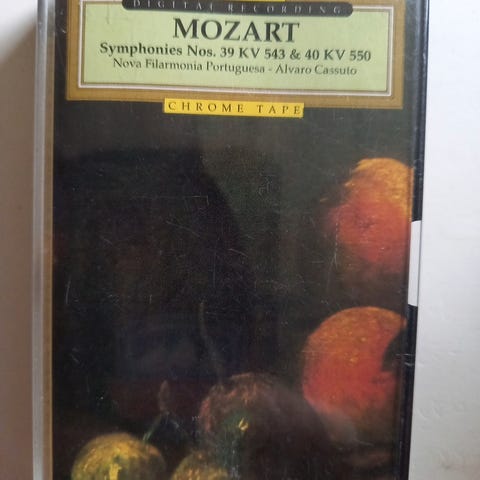 DIGITAL RECORDING
MOZART
Symphonies Nos. 39 KV 543 & 40 KV 550
Nova Filarmonia Portuguesa - Alvaro Cassuto
CHROME TAPE